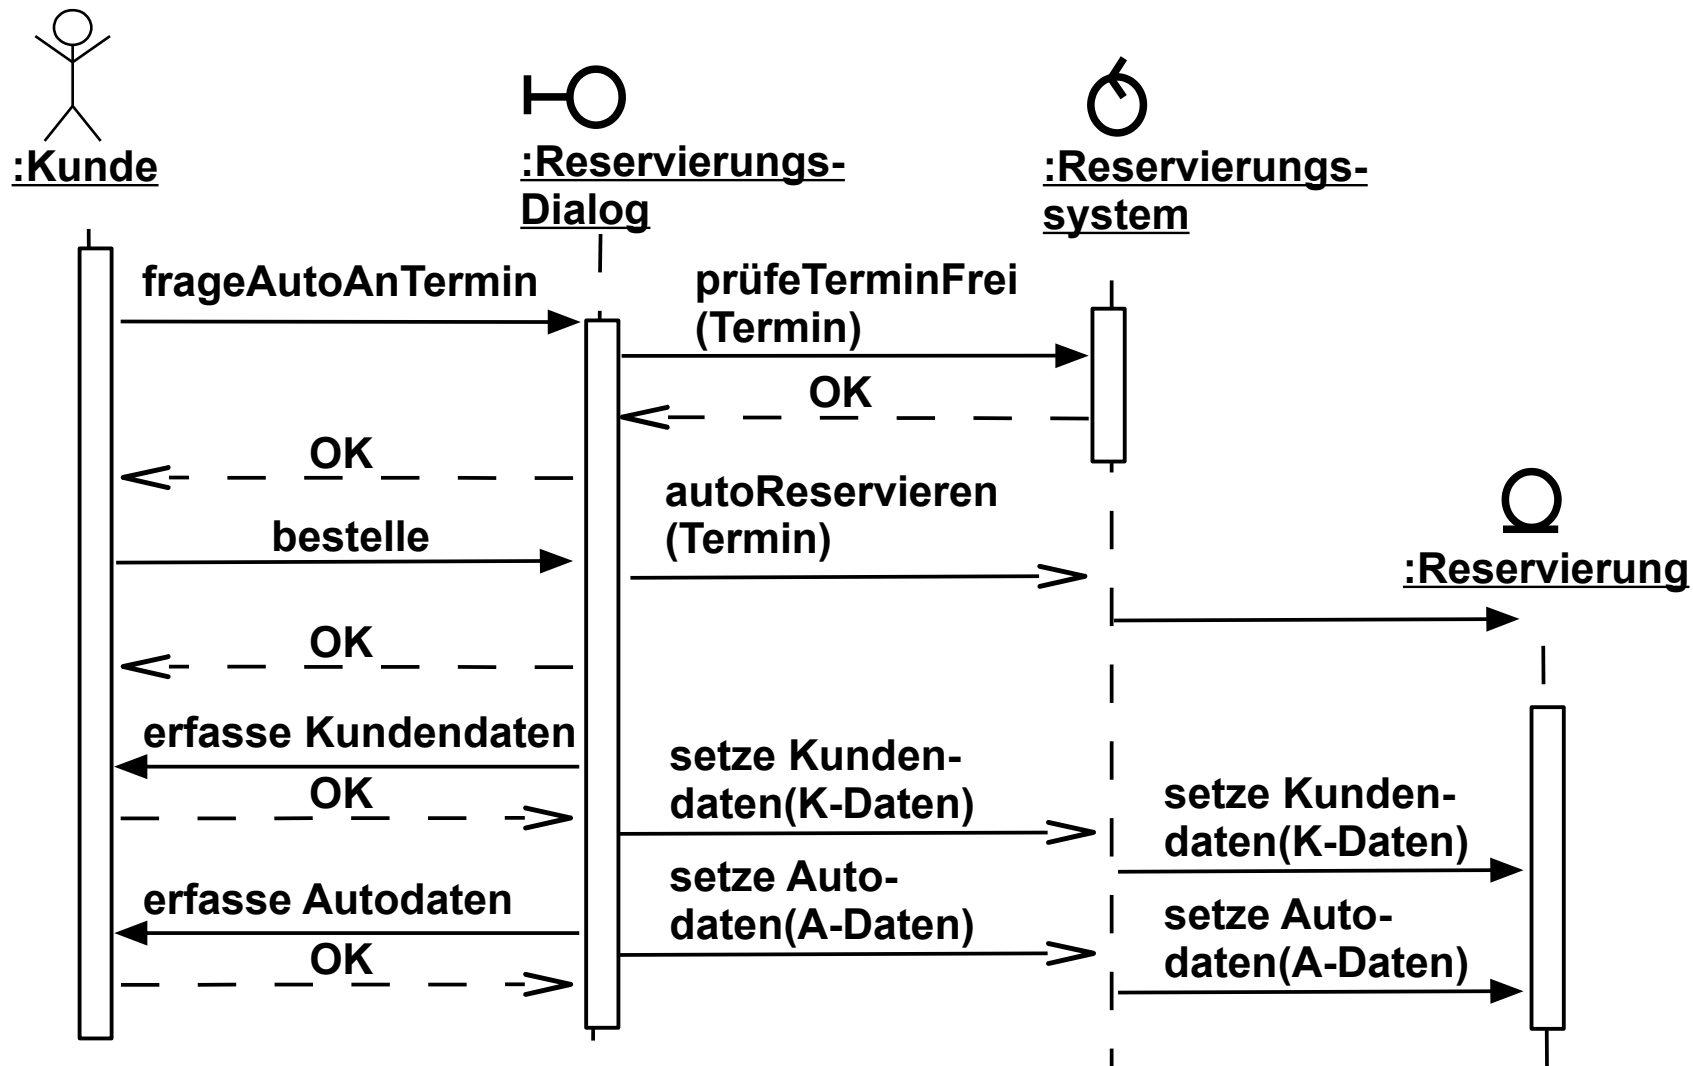 :Kunde
:Reservierungs-
Dialog
:Reservierungs-
system
frageAutoAnTermin
prüfeTerminFrei
(Termin)
OK
OK
autoReservieren
(Termin)
bestelle
:Reservierung
OK
erfasse Kundendaten
setze Kunden-
daten(K-Daten)
OK
setze Kunden-
daten(K-Daten)
erfasse Autodaten
setze Auto-
daten(A-Daten)
OK
setze Auto-
daten(A-Daten)